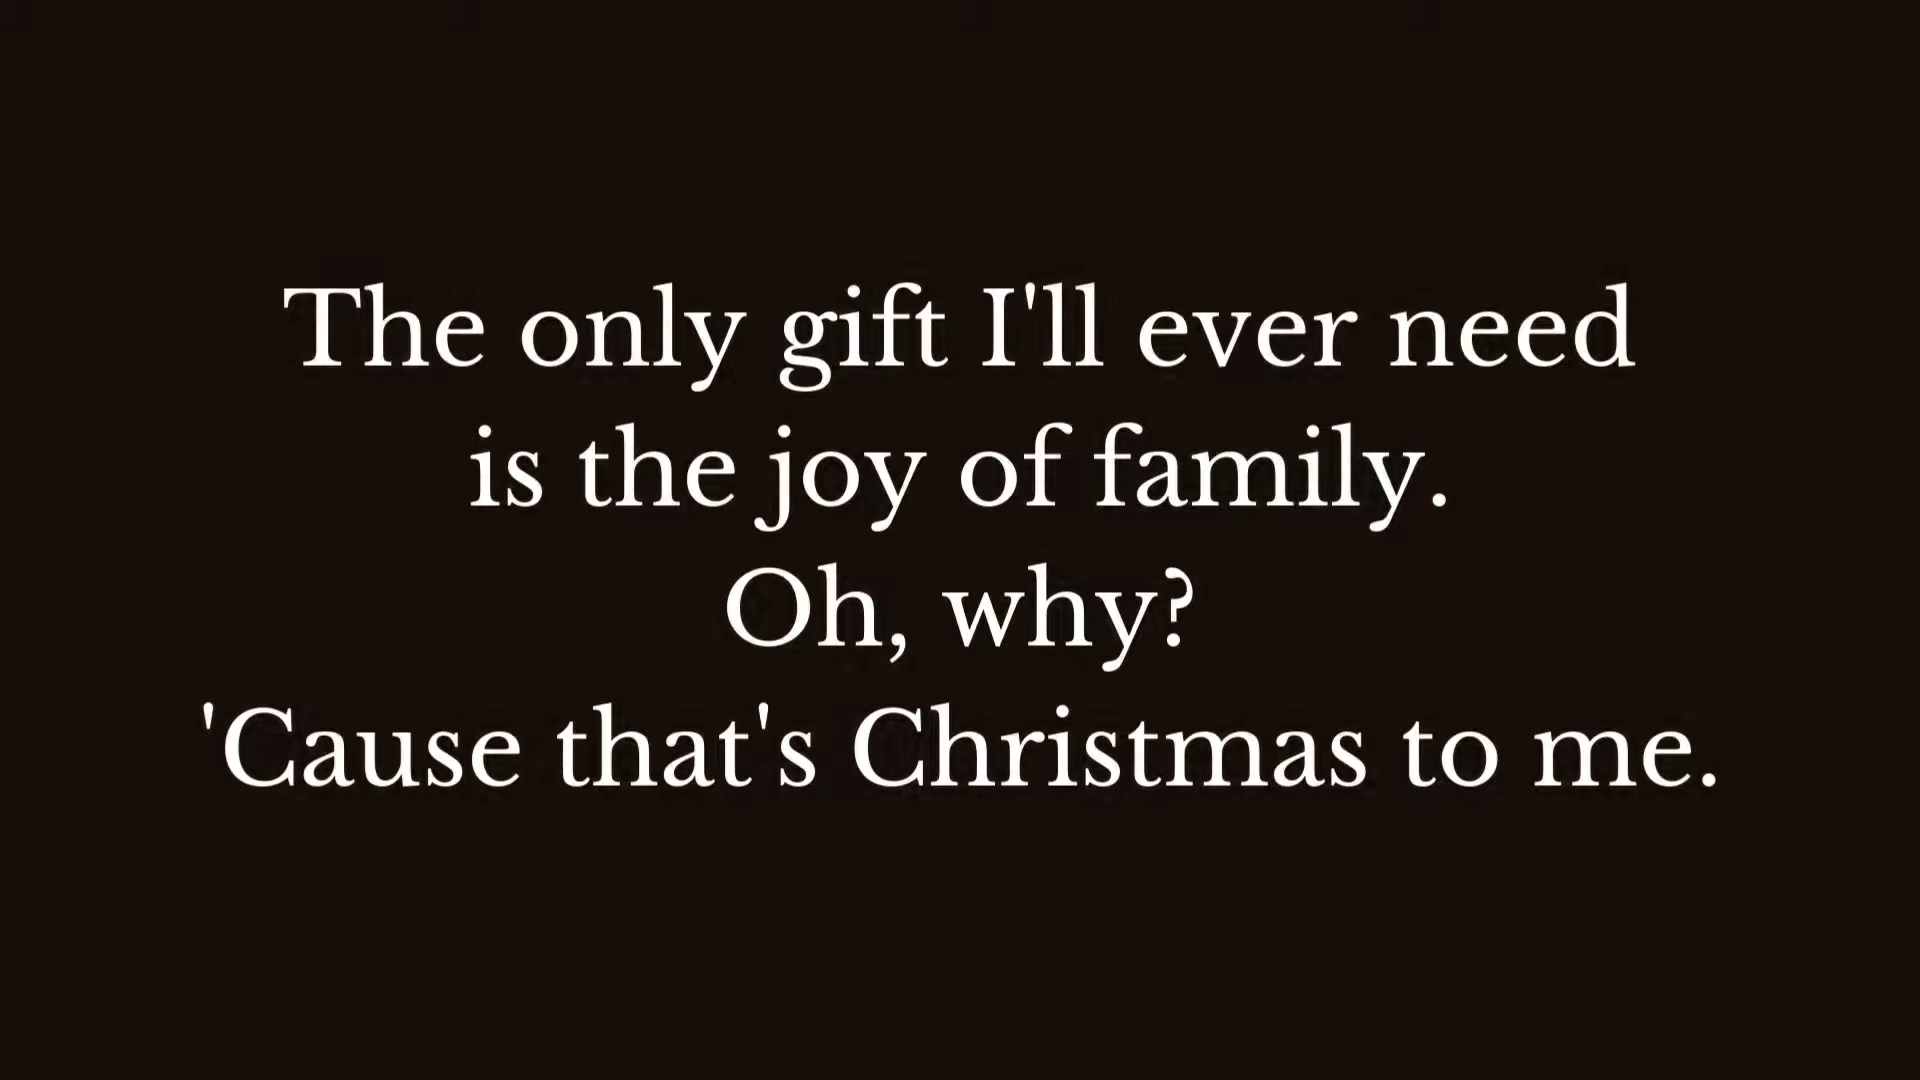 The only gift I'll ever need
is the joy of family.
Oh, why?
'Cause that's Christmas to me.